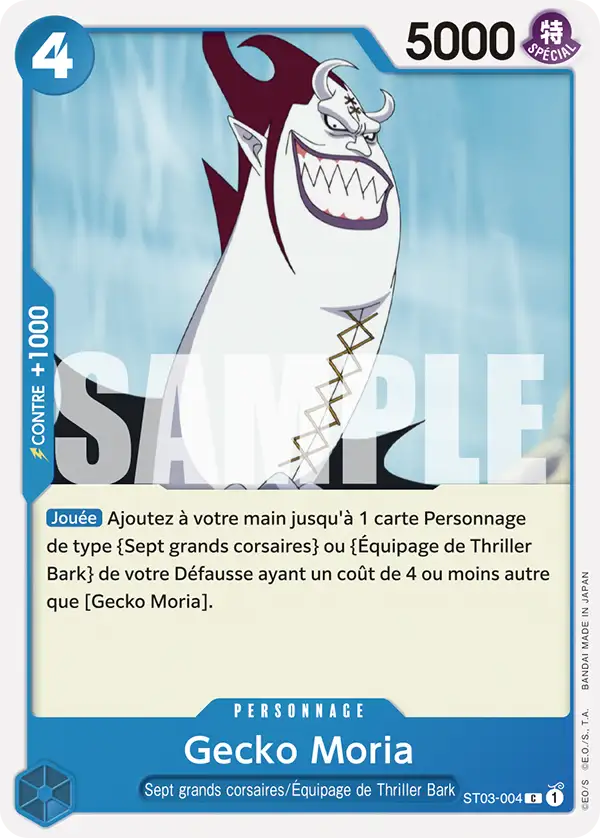 4
5000
特
SPÉCIAL
CONTRE +1000
SAMPLE
Jouée Ajoutez à votre main jusqu'à 1 carte Personnage
de type {Sept grands corsaires} ou {Équipage de Thriller
Bark} de votre Défausse ayant un coût de 4 ou moins autre
que [Gecko Moria].
PERSONNAGE
Gecko Moria
Sept grands corsaires/Équipage de Thriller Bark
ST03-004 C 1
©E.O/S ©E.O./S., T.A. BANDAI MADE IN JAPAN